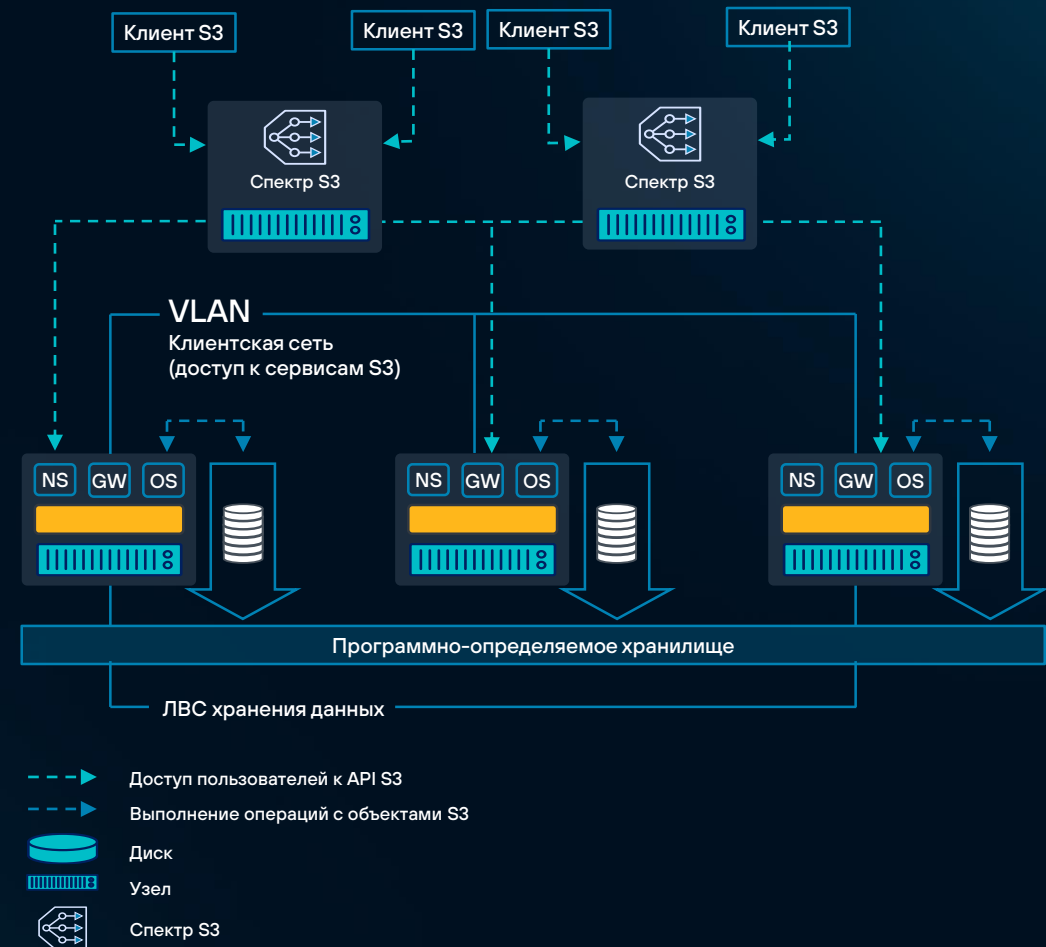 Клиент S3
Клиент S3
Клиент S3
Клиент S3
Спектр S3
Спектр S3
VLAN
Клиентская сеть
(доступ к сервисам S3)
NS GW OS
NS GW OS
NS GW OS
Программно-определяемое хранилище
ЛВС хранения данных
Доступ пользователей к API S3
Выполнение операций с объектами S3
Диск
Узел
Спектр S3